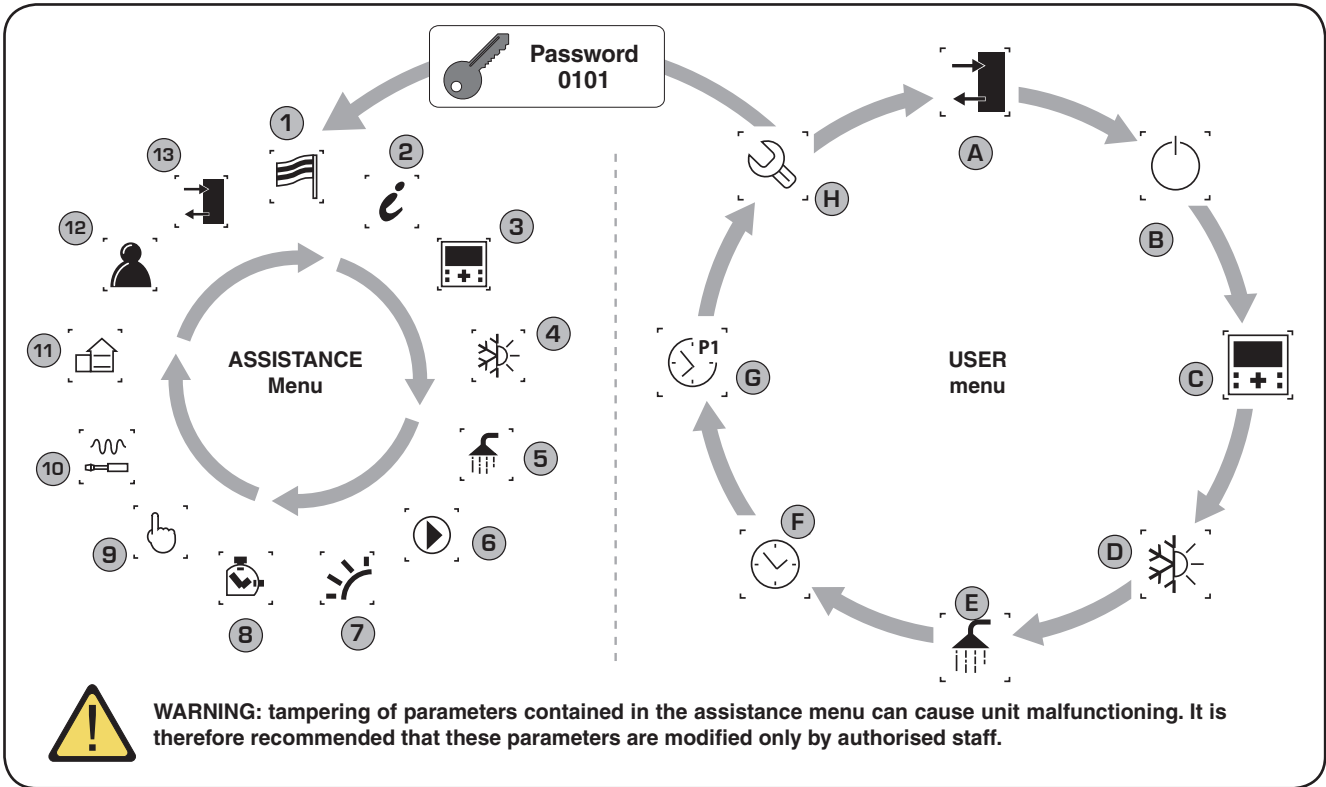 Password
0101
1
2
3
4
5
6
7
8
9
10
11
12
13
ASSISTANCE
Menu
A
B
C
D
E
F
G
H
P1
USER
menu
WARNING: tampering of parameters contained in the assistance menu can cause unit malfunctioning. It is
therefore recommended that these parameters are modified only by authorised staff.